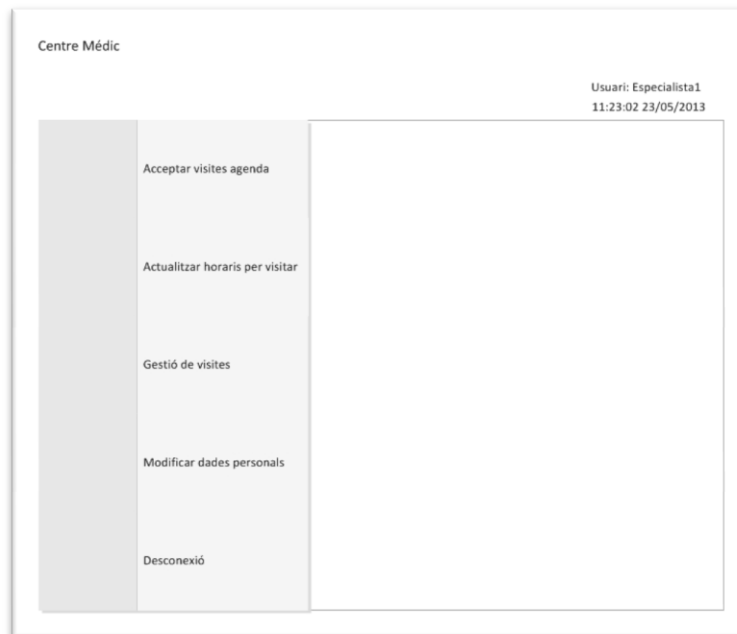 Centre Médic
Usuari: Especialista1
11:23:02 23/05/2013
Acceptar visites agenda
Actualitzar horaris per visitar
Gestió de visites
Modificar dades personals
Desconexió